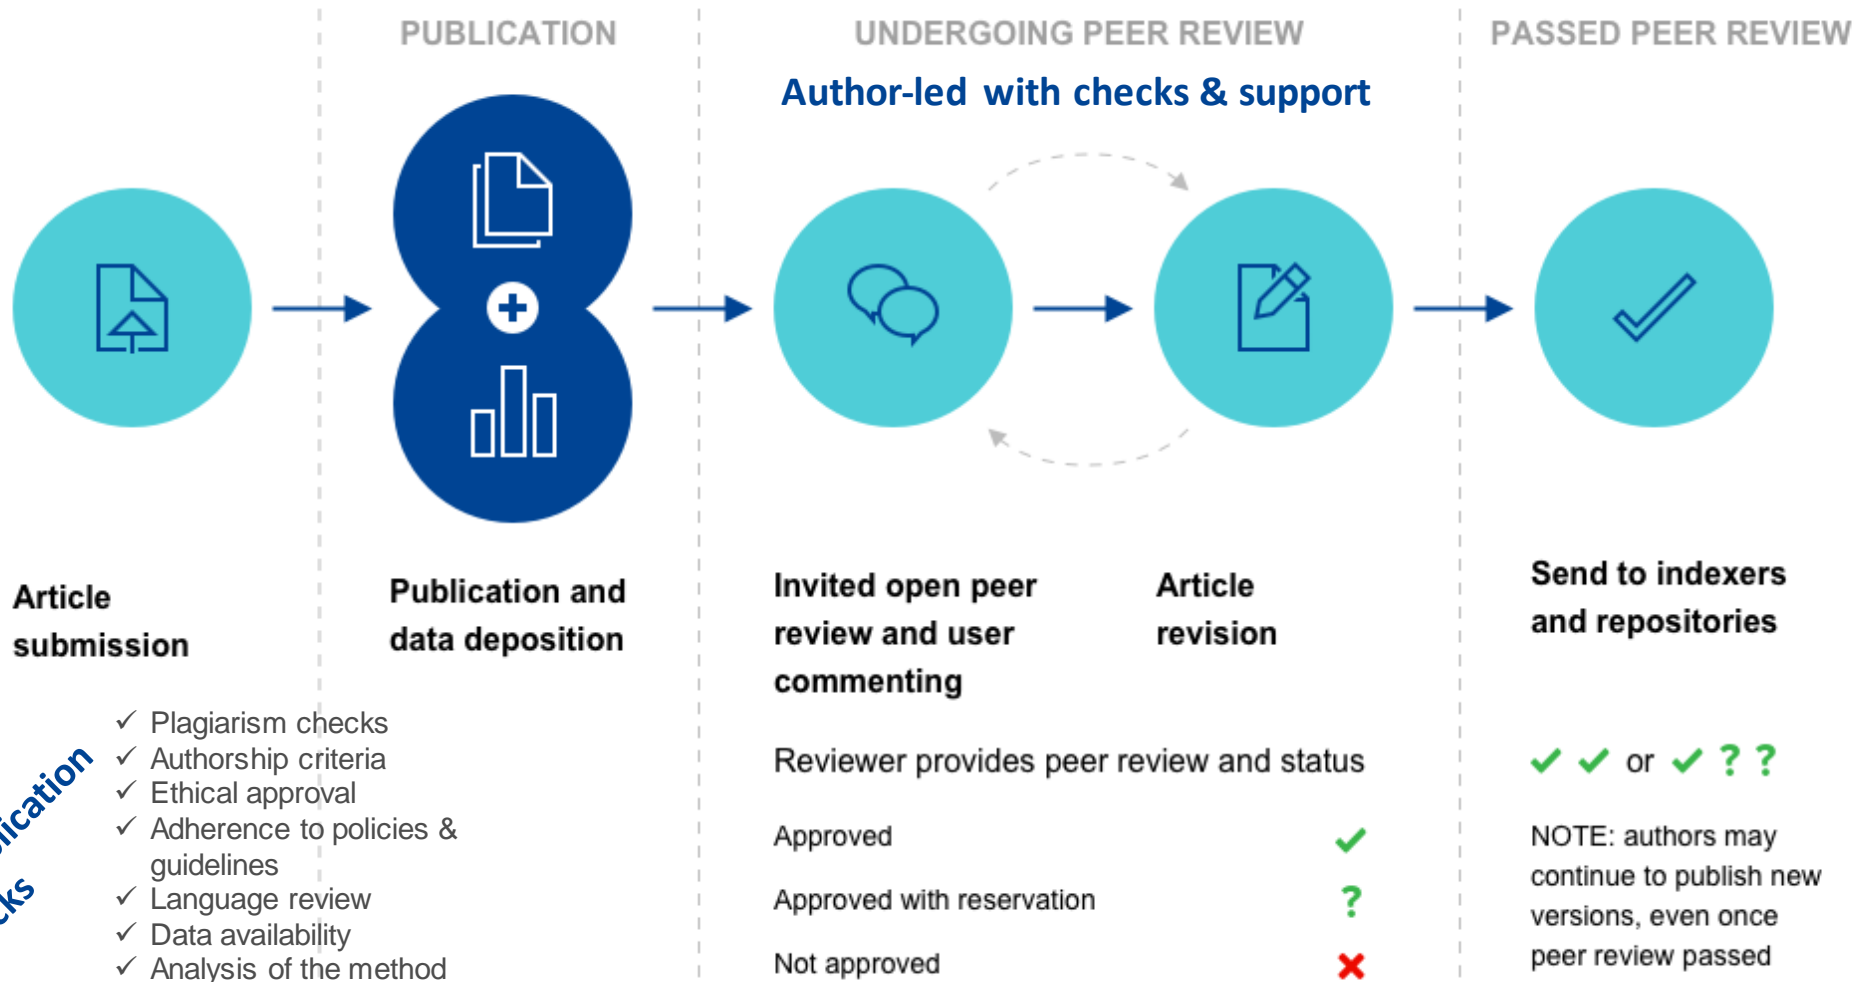 PUBLICATION
UNDERGOING PEER REVIEW
PASSED PEER REVIEW
Author-led with checks & support
Article
submission
Publication and
data deposition
Invited open peer
review and user
commenting
Article
revision
Send to indexers
and repositories
✓ Plagiarism checks
✓ Authorship criteria
✓ Ethical approval
✓ Adherence to policies &
guidelines
✓ Language review
✓ Data availability
✓ Analysis of the method
Reviewer provides peer review and status
Approved ✔
Approved with reservation ?
Not approved ✖
✔ ✔ or ✔ ? ?
NOTE: authors may
continue to publish new
versions, even once
peer review passed